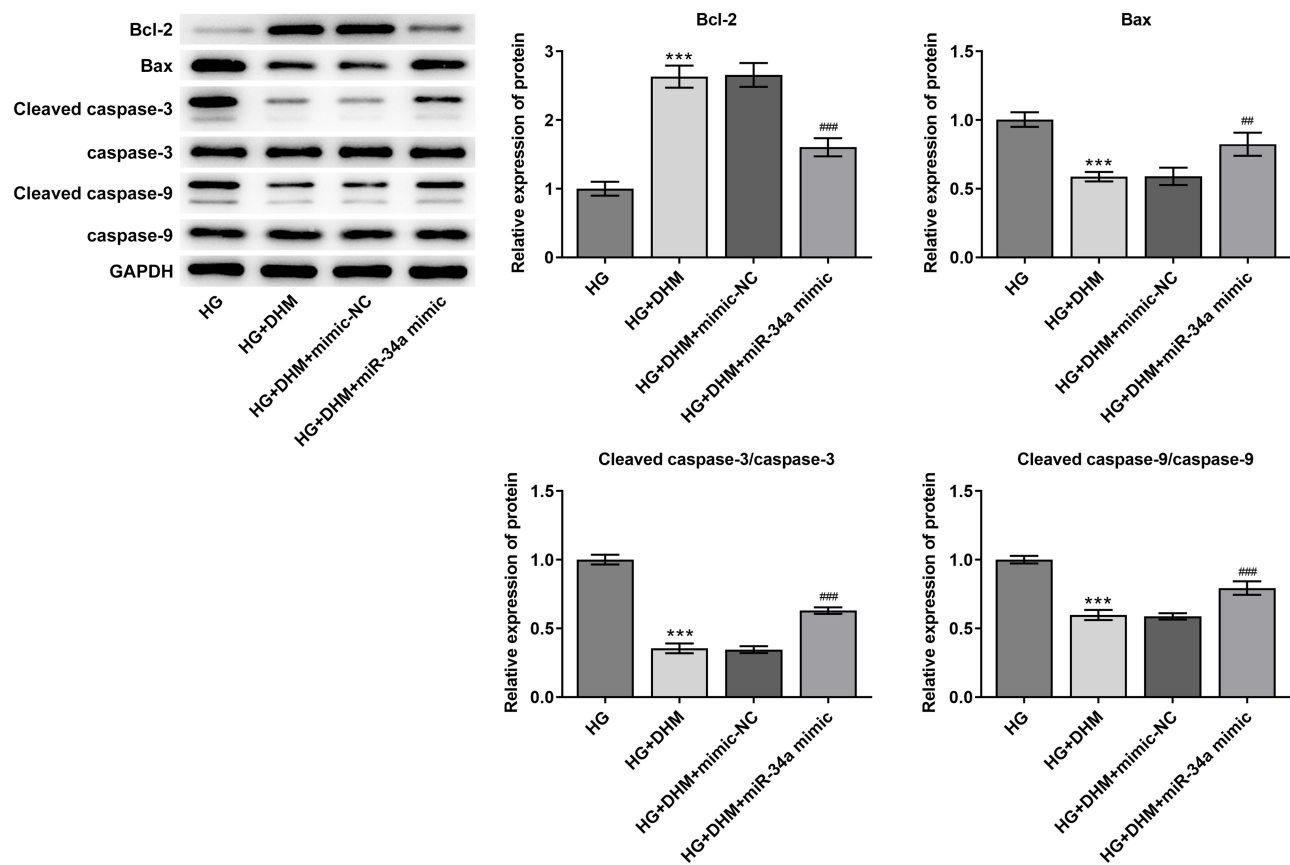 Bcl-2
Bax
Cleaved caspase-3
caspase-3
Cleaved caspase-9
caspase-9
GAPDH
HG
HG+DHM
HG+DHM+mimic-NC
HG+DHM+miR-34a mimic
Bcl-2
Relative expression of protein
3
2
1
0
***
###
HG
HG+DHM
HG+DHM+mimic-NC
HG+DHM+miR-34a mimic
Bax
Relative expression of protein
1.5
1.0
0.5
0.0
***
##
HG
HG+DHM
HG+DHM+mimic-NC
HG+DHM+miR-34a mimic
Cleaved caspase-3/caspase-3
Relative expression of protein
1.5
1.0
0.5
0.0
***
###
HG
HG+DHM
HG+DHM+mimic-NC
HG+DHM+miR-34a mimic
Cleaved caspase-9/caspase-9
Relative expression of protein
1.5
1.0
0.5
0.0
***
###
HG
HG+DHM
HG+DHM+mimic-NC
HG+DHM+miR-34a mimic